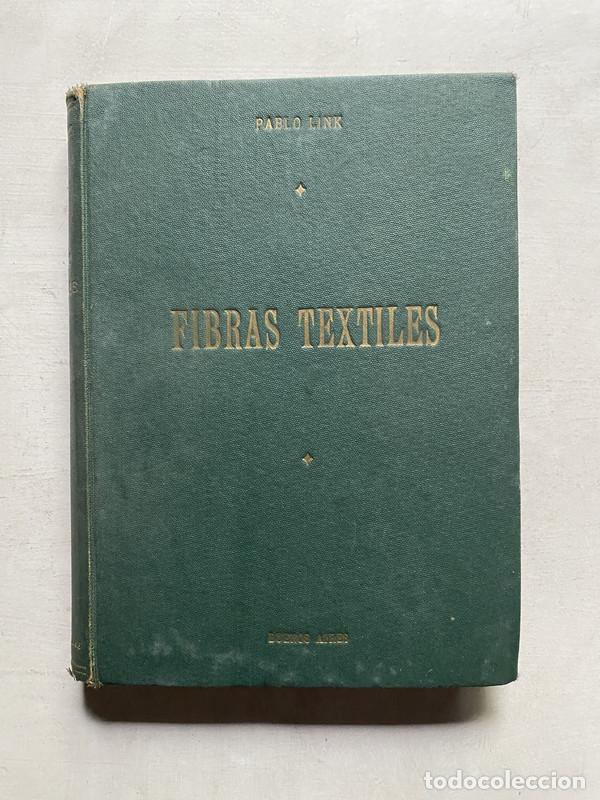 PABLO LINK
FIBRAS TEXTILES
BUENOS AIRES
todocoleccion